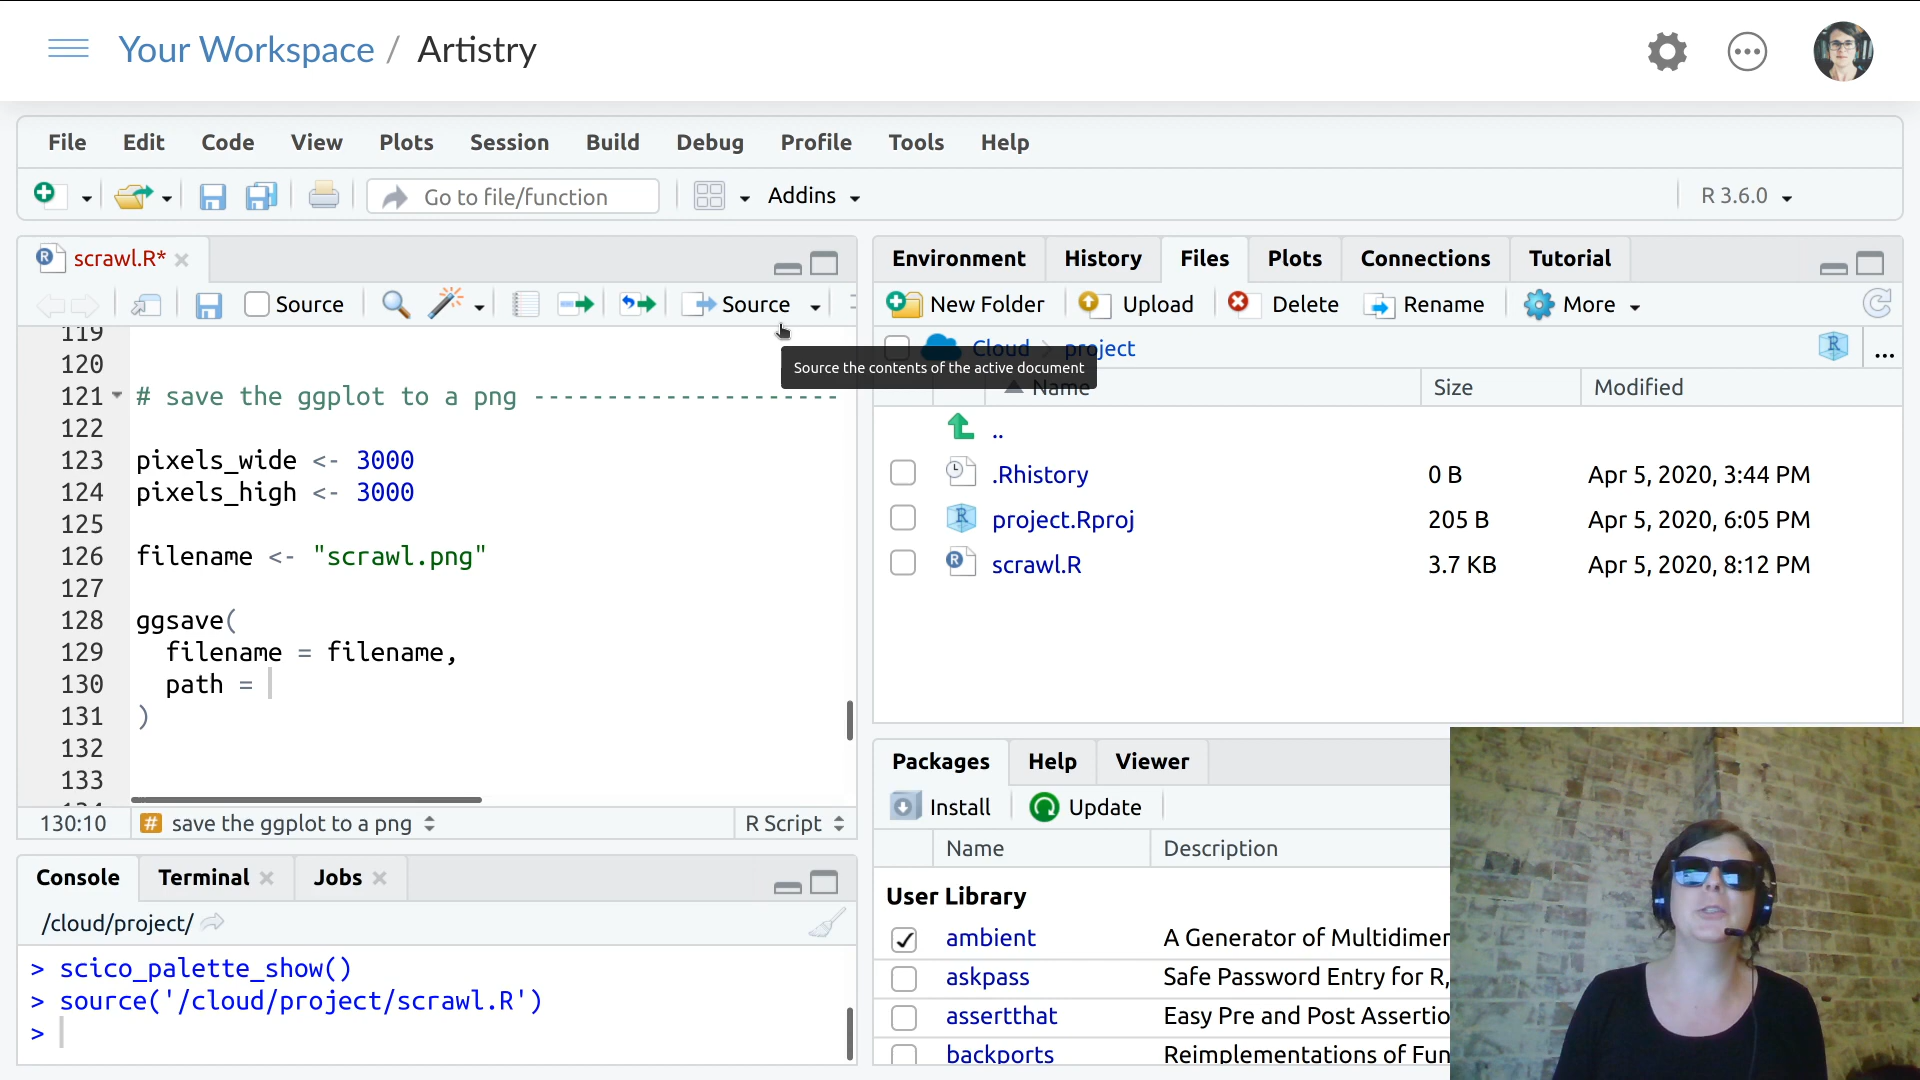 Your Workspace / Artistry
File Edit Code View Plots Session Build Debug Profile Tools Help
Go to file/function Addins R 3.6.0
scrawl.R*
Source Source
119
120
121 # save the ggplot to a png ---------------------
122
123 pixels_wide <- 3000
124 pixels_high <- 3000
125
126 filename <- "scrawl.png"
127
128 ggsave(
129 filename = filename,
130 path =
131 )
132
133
130:10 # save the ggplot to a png R Script
Console Terminal Jobs
/cloud/project/
> scico_palette_show()
> source('/cloud/project/scrawl.R')
>
Environment History Files Plots Connections Tutorial
New Folder Upload Delete Rename More
Cloud project ...
Source the contents of the active document
Name Size Modified
..
.Rhistory 0 B Apr 5, 2020, 3:44 PM
project.Rproj 205 B Apr 5, 2020, 6:05 PM
scrawl.R 3.7 KB Apr 5, 2020, 8:12 PM
Packages Help Viewer
Install Update
Name Description
User Library
ambient A Generator of Multidimer
askpass Safe Password Entry for R,
assertthat Easy Pre and Post Assertio
backports Reimplementations of Fun